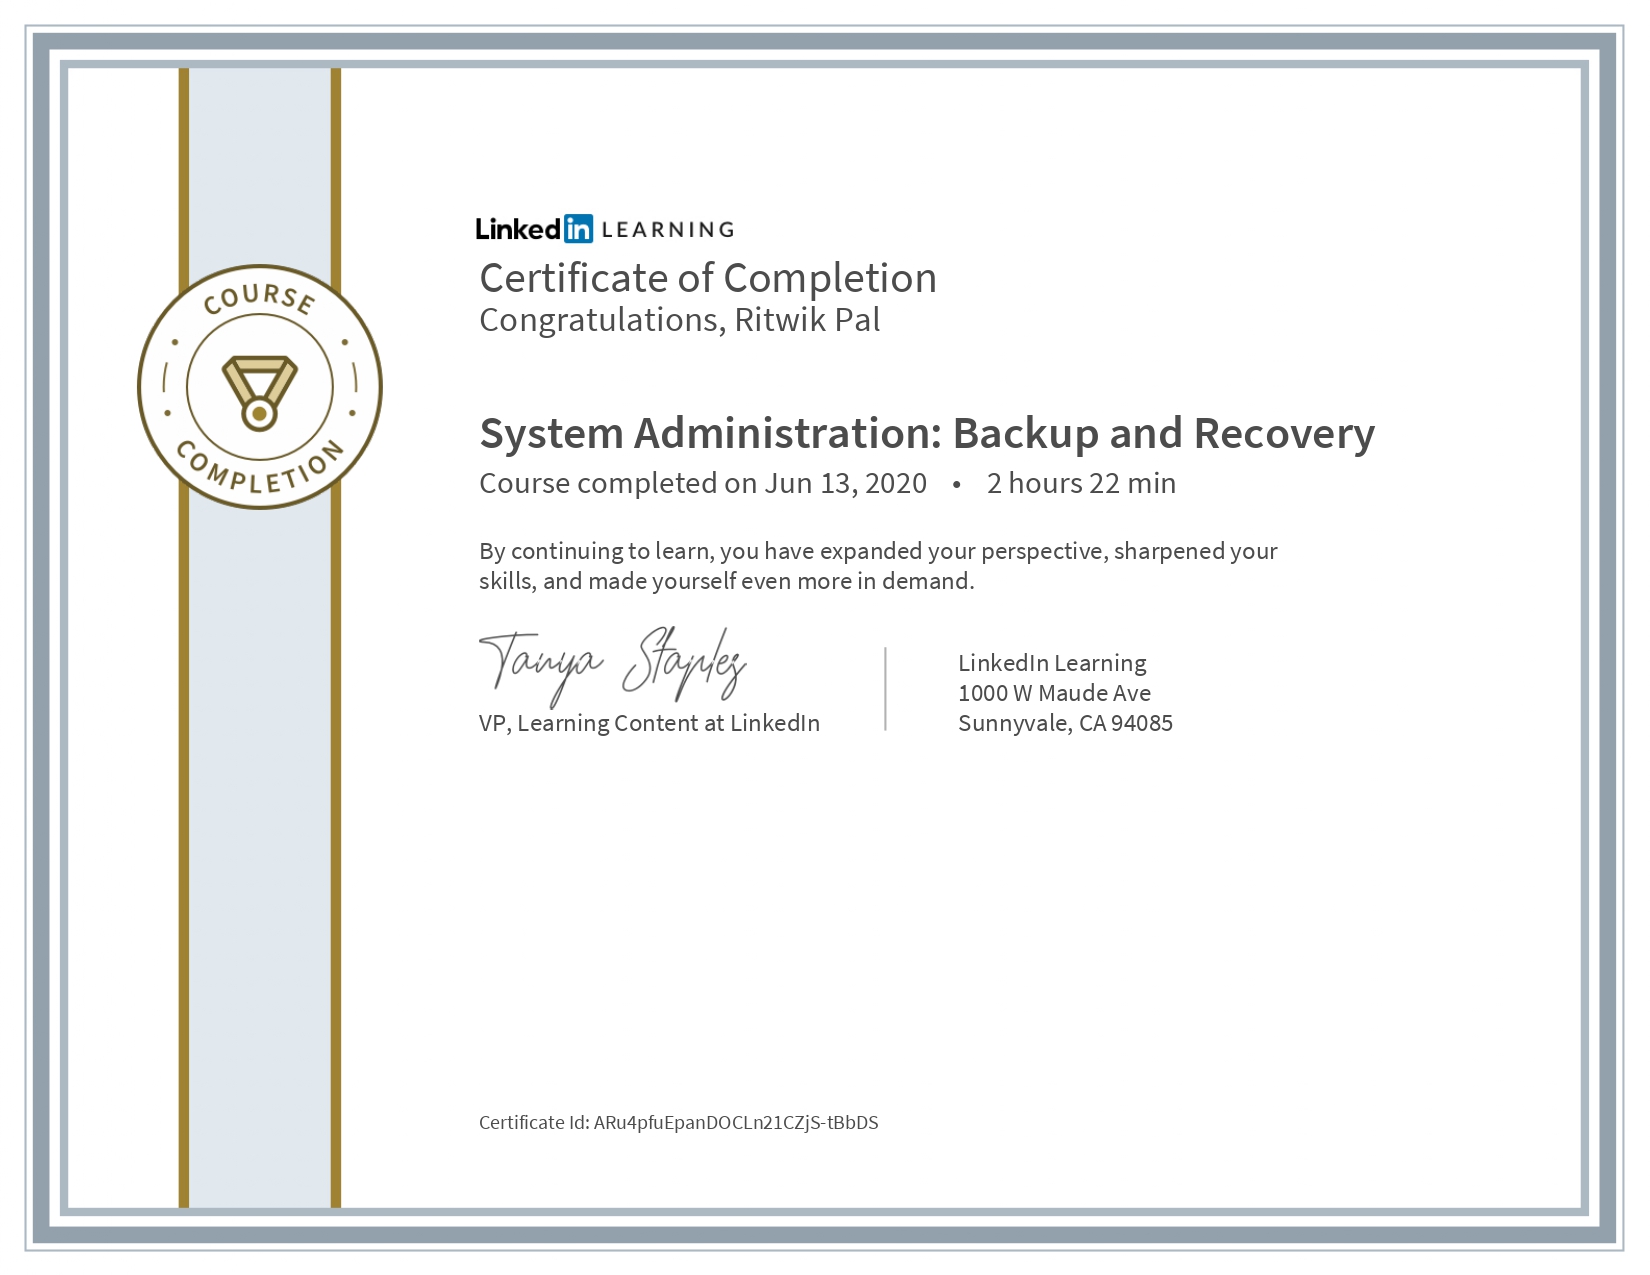 COURSE
COMPLETION
Linkedin LEARNING
Certificate of Completion
Congratulations, Ritwik Pal
System Administration: Backup and Recovery
Course completed on Jun 13, 2020 • 2 hours 22 min
By continuing to learn, you have expanded your perspective, sharpened your
skills, and made yourself even more in demand.
Tanya Staples
VP, Learning Content at LinkedIn
LinkedIn Learning
1000 W Maude Ave
Sunnyvale, CA 94085
Certificate Id: ARu4pfuEpanDOCLn21CZjS-tBbDS